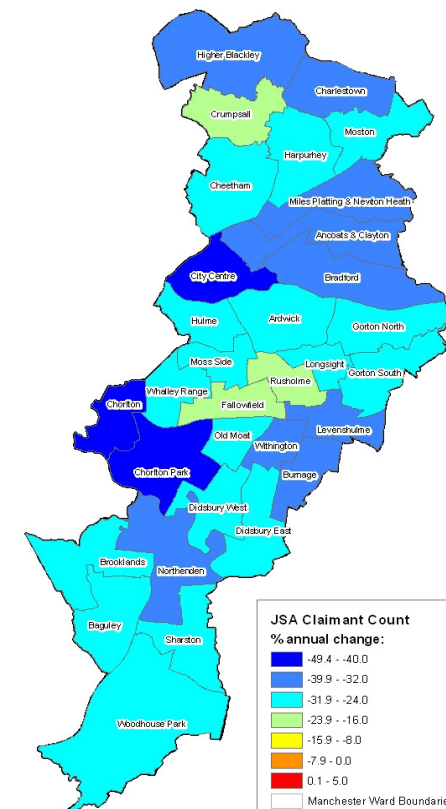 Higher Blackley
Charlestown
Crumpsall
Moston
Harpurhey
Cheetham
Miles Platting & Newton Heath
Ancoats & Clayton
City Centre
Bradford
Hulme
Ardwick
Gorton North
Moss Side
Longsight
Rusholme
Gorton South
Whalley Range
Chorlton
Fallowfield
Old Moat
Levenshulme
Withington
Chorlton Park
Burnage
Didsbury West
Didsbury East
Brooklands
Northenden
Baguley
Sharston
Woodhouse Park
JSA Claimant Count
% annual change:
-49.4 - -40.0
-39.9 - -32.0
-31.9 - -24.0
-23.9 - -16.0
-15.9 - -8.0
-7.9 - 0.0
0.1 - 5.0
Manchester Ward Boundarie